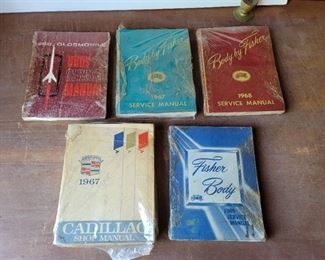 OLDSMOBILE
MANUAL
Body by Fisher
1967
SERVICE MANUAL
Body by Fisher
1968
SERVICE MANUAL
1967
CADILLAC
SHOP MANUAL
Fisher
Body
SERVICE MANUAL